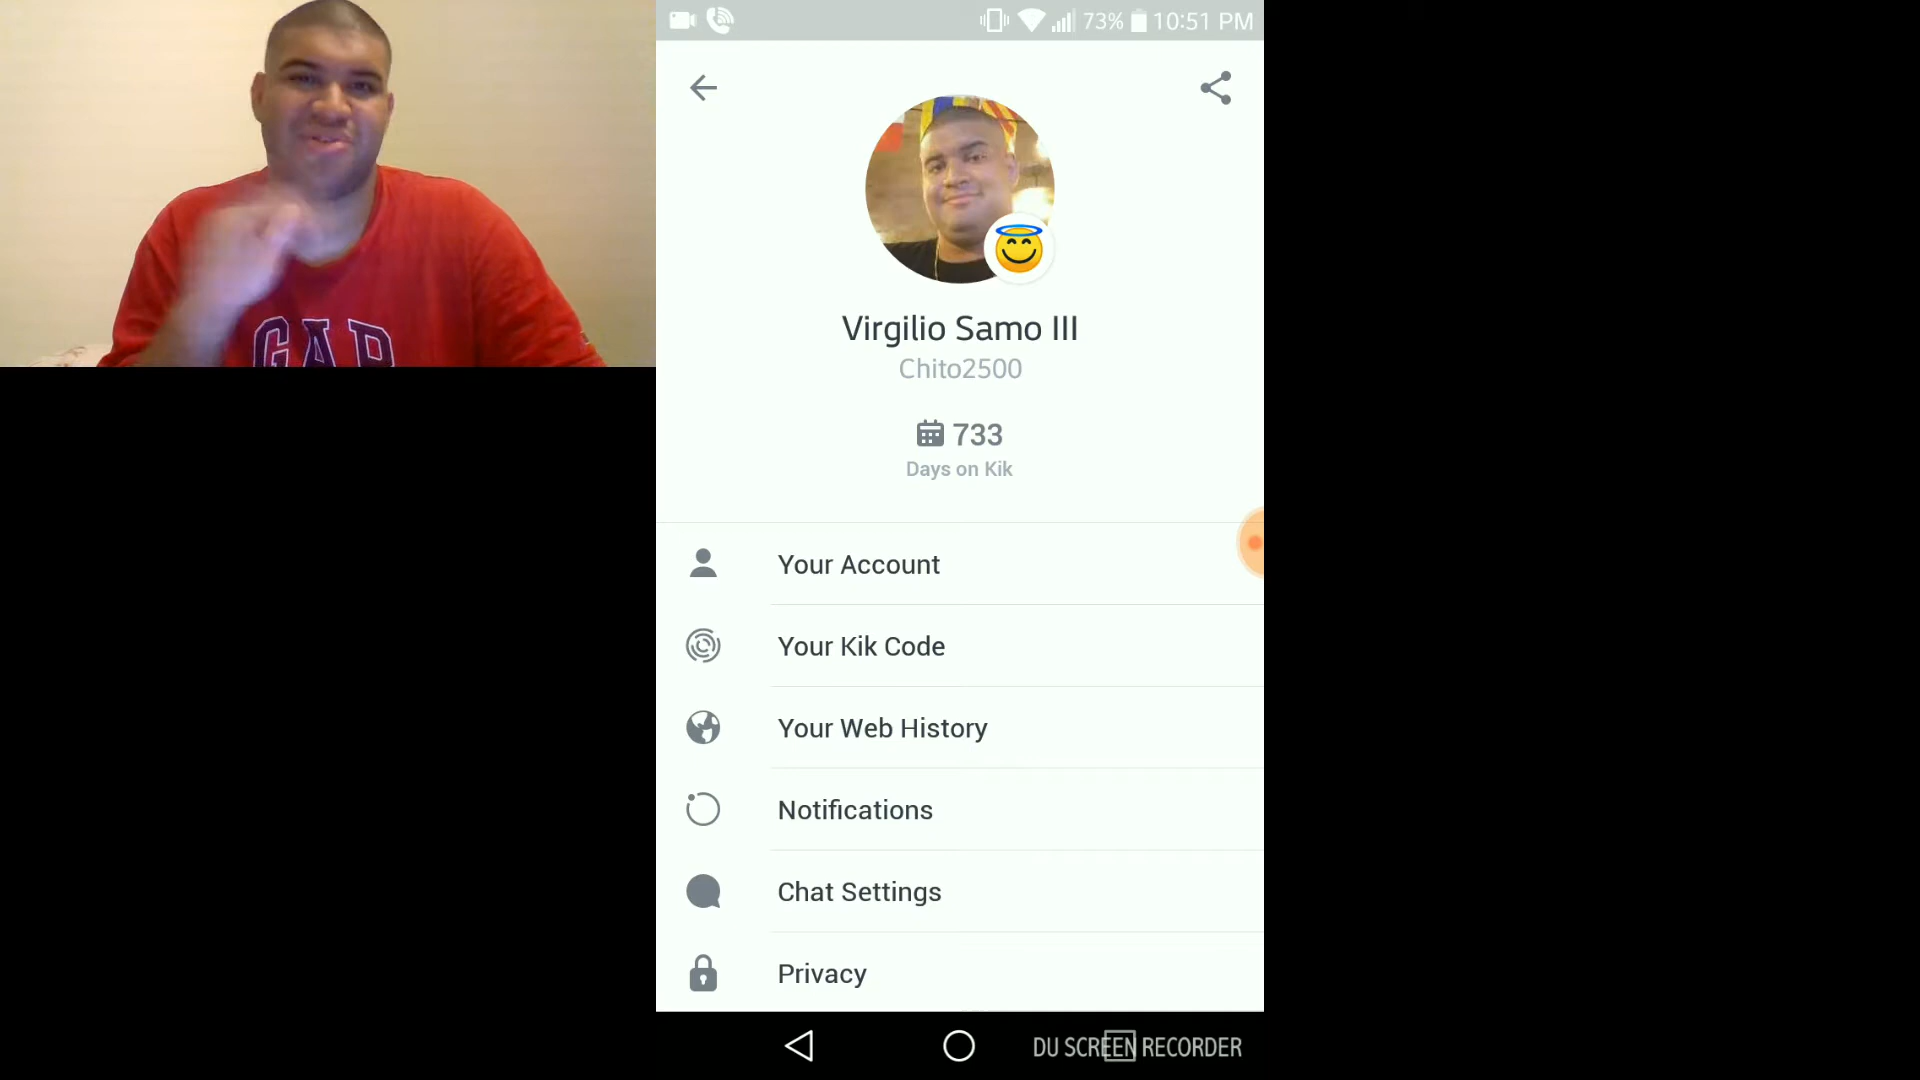 GAP
73% 10:51 PM
Virgilio Samo III
Chito2500
733
Days on Kik
Your Account
Your Kik Code
Your Web History
Notifications
Chat Settings
Privacy
DU SCREEN RECORDER